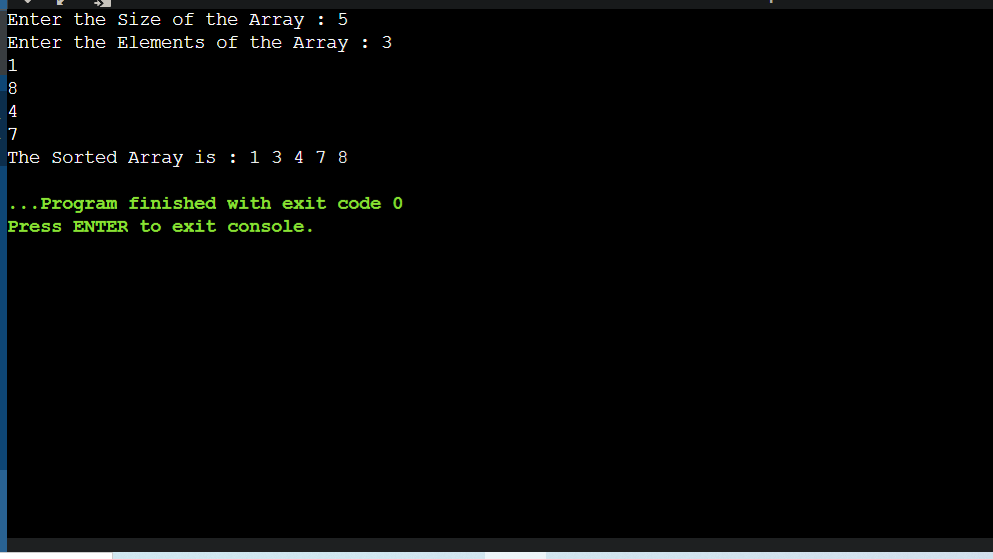 Enter the Size of the Array : 5
Enter the Elements of the Array : 3
1
8
4
7
The Sorted Array is : 1 3 4 7 8
...Program finished with exit code 0
Press ENTER to exit console.